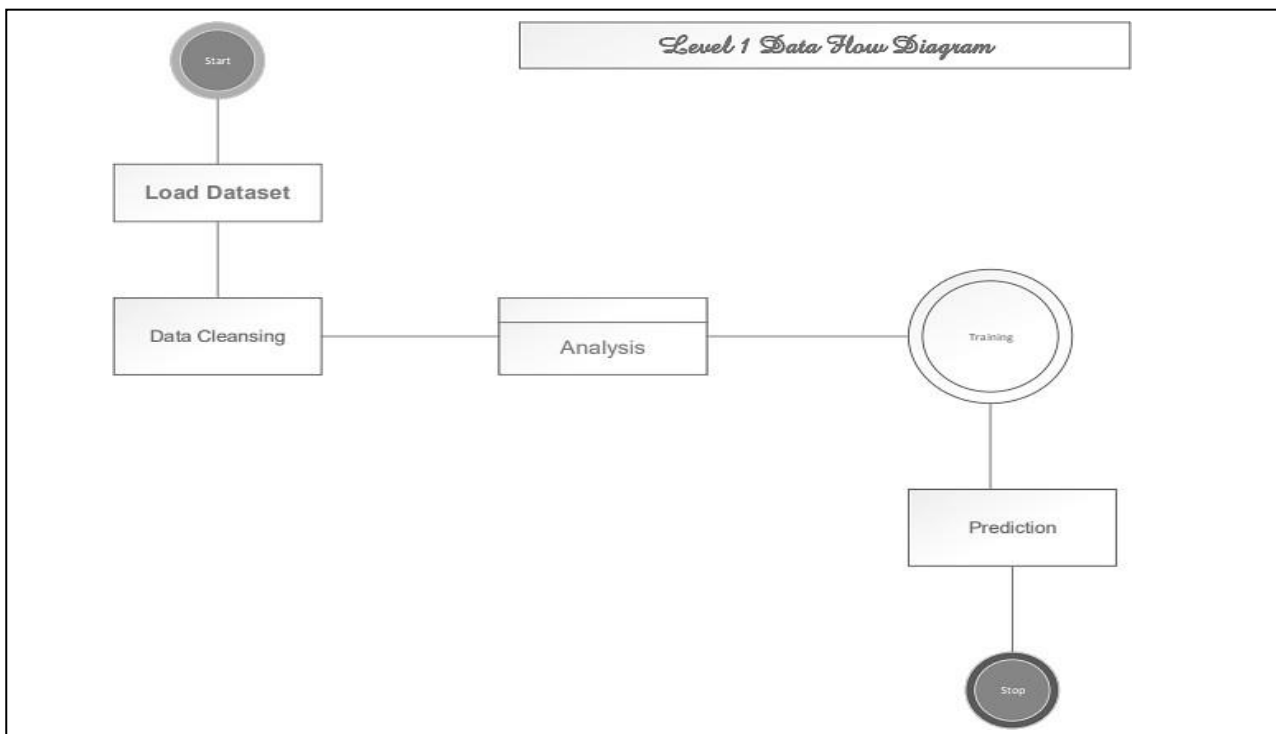 Start
Level 1 Data Flow Diagram
Load Dataset
Data Cleansing
Analysis
Training
Prediction
Stop